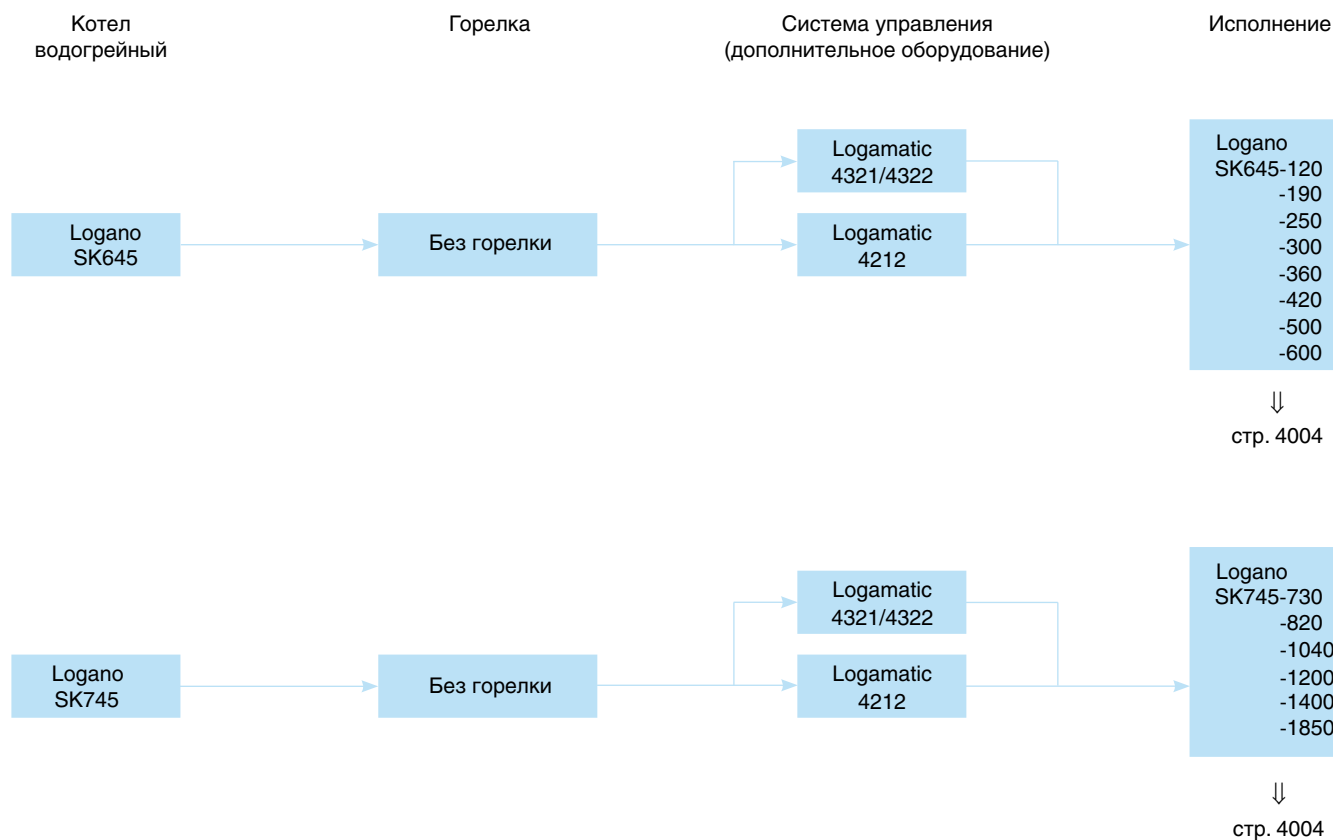 Котел
водогрейный
Горелка
Система управления
(дополнительное оборудование)
Исполнение
Logano
SK645
Без горелки
Logamatic
4321/4322
Logamatic
4212
Logano
SK645-120
-190
-250
-300
-360
-420
-500
-600
⇓
стр. 4004
Logano
SK745
Без горелки
Logamatic
4321/4322
Logamatic
4212
Logano
SK745-730
-820
-1040
-1200
-1400
-1850
⇓
стр. 4004